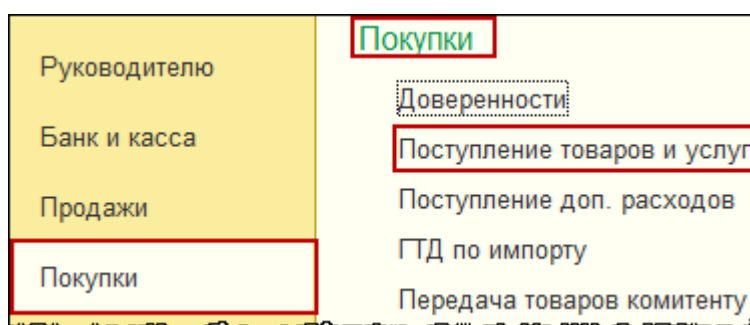 Руководителю
Банк и касса
Продажи
Покупки
Покупки
Доверенности
Поступление товаров и услуг
Поступление доп. расходов
ГТД по импорту
Передача товаров комитенту